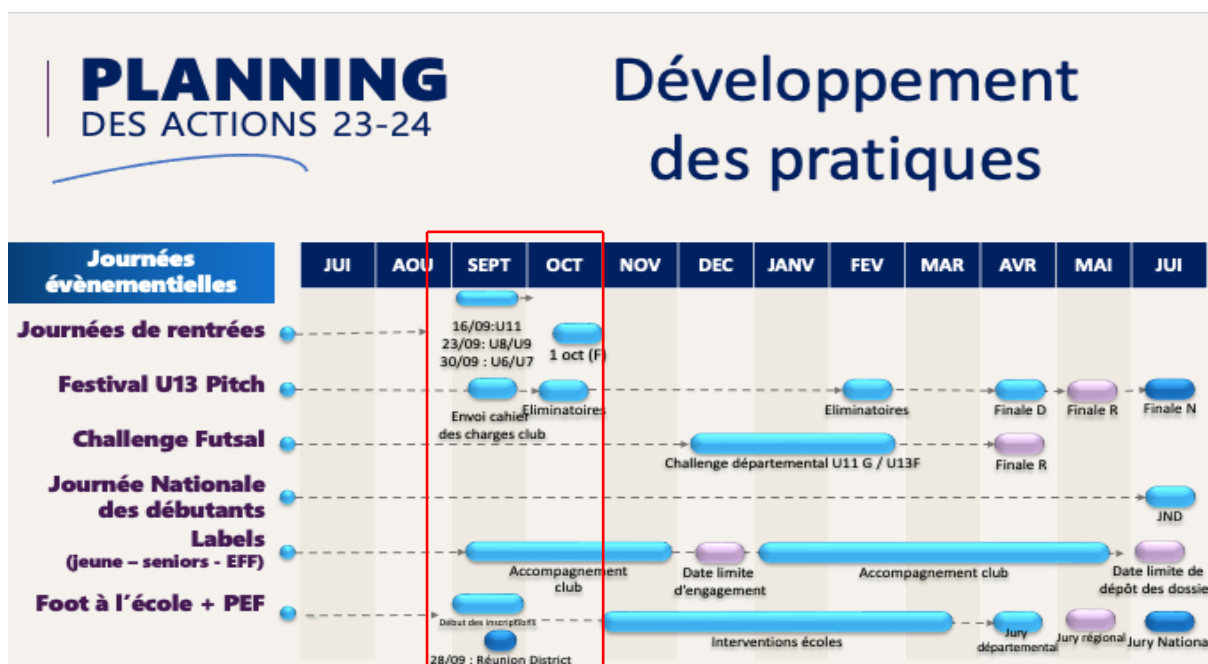 PLANNING
DES ACTIONS 23-24
Développement
des pratiques
Journées
évènementielles
JUI AOU SEPT OCT NOV DEC JANV FEV MAR AVR MAI JUI
Journées de rentrées
16/09:U11
23/09: U8/U9
30/09 : U6/U7
1 oct (F)
Festival U13 Pitch
Envoi cahier
des charges club
Eliminatoires
Eliminatoires
Finale D
Finale R
Finale N
Challenge Futsal
Challenge départemental U11 G / U13F
Finale R
Journée Nationale
des débutants
JND
Labels
(jeune – seniors - EFF)
Accompagnement
club
Date limite
d'engagement
Accompagnement club
Date limite de
dépôt des dossie
Foot à l'école + PEF
Début des inscriptions
28/09 : Réunion District
Interventions écoles
Jury
départemental
Jury régional
Jury National